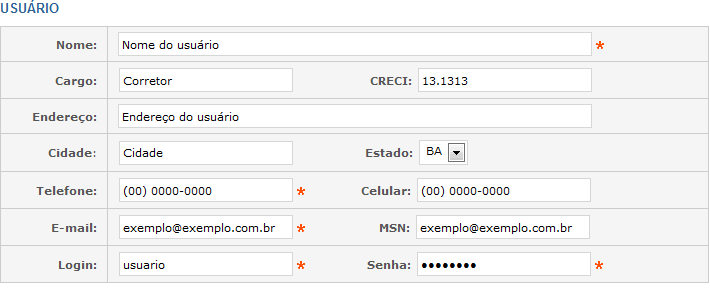 USUÁRIO
Nome: Nome do usuário *
Cargo: Corretor CRECI: 13.1313
Endereço: Endereço do usuário
Cidade: Cidade Estado: BA
Telefone: (00) 0000-0000 * Celular: (00) 0000-0000
E-mail: exemplo@exemplo.com.br * MSN: exemplo@exemplo.com.br
Login: usuario * Senha: •••••••• *